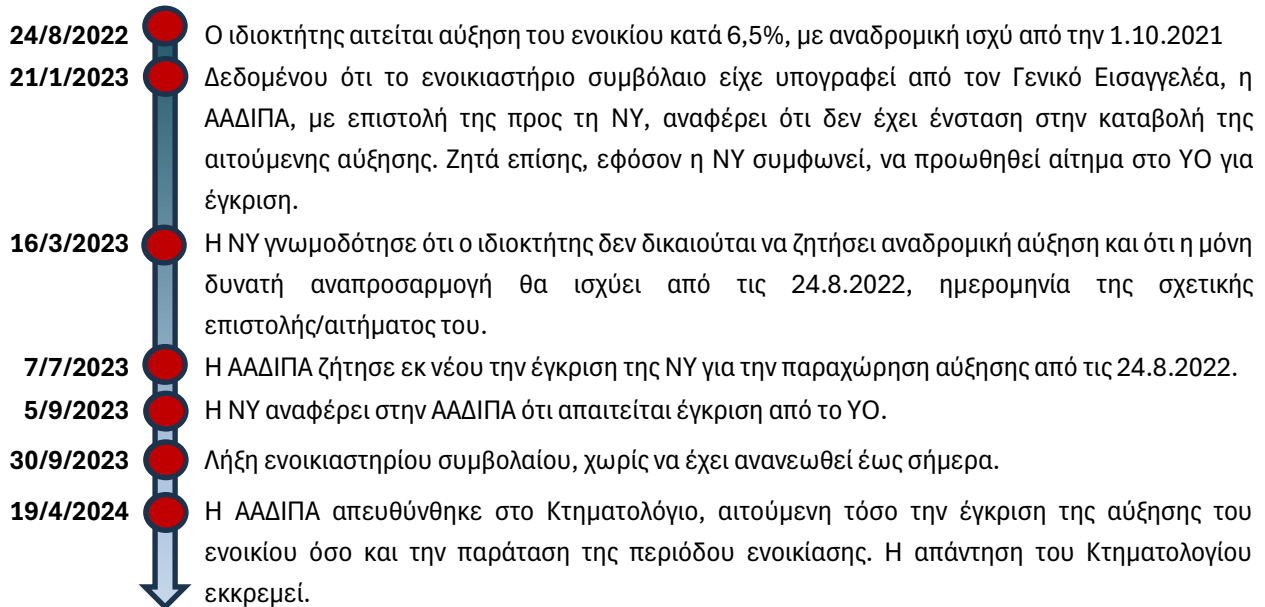 24/8/2022 Ο ιδιοκτήτης αιτείται αύξηση του ενοικίου κατά 6,5%, με αναδρομική ισχύ από την 1.10.2021
21/1/2023 Δεδομένου ότι το ενοικιαστήριο συμβόλαιο είχε υπογραφεί από τον Γενικό Εισαγγελέα, η
ΑΑΔΙΠΑ, με επιστολή της προς τη ΝΥ, αναφέρει ότι δεν έχει ένσταση στην καταβολή της
αιτούμενης αύξησης. Ζητά επίσης, εφόσον η ΝΥ συμφωνεί, να προωθηθεί αίτημα στο ΥΟ για
έγκριση.
16/3/2023 Η ΝΥ γνωμοδότησε ότι ο ιδιοκτήτης δεν δικαιούται να ζητήσει αναδρομική αύξηση και ότι η μόνη
δυνατή αναπροσαρμογή θα ισχύει από τις 24.8.2022, ημερομηνία της σχετικής
επιστολής/αιτήματος του.
7/7/2023 Η ΑΑΔΙΠΑ ζήτησε εκ νέου την έγκριση της ΝΥ για την παραχώρηση αύξησης από τις 24.8.2022.
5/9/2023 Η ΝΥ αναφέρει στην ΑΑΔΙΠΑ ότι απαιτείται έγκριση από το ΥΟ.
30/9/2023 Λήξη ενοικιαστηρίου συμβολαίου, χωρίς να έχει ανανεωθεί έως σήμερα.
19/4/2024 Η ΑΑΔΙΠΑ απευθύνθηκε στο Κτηματολόγιο, αιτούμενη τόσο την έγκριση της αύξησης του
ενοικίου όσο και την παράταση της περιόδου ενοικίασης. Η απάντηση του Κτηματολογίου
εκκρεμεί.